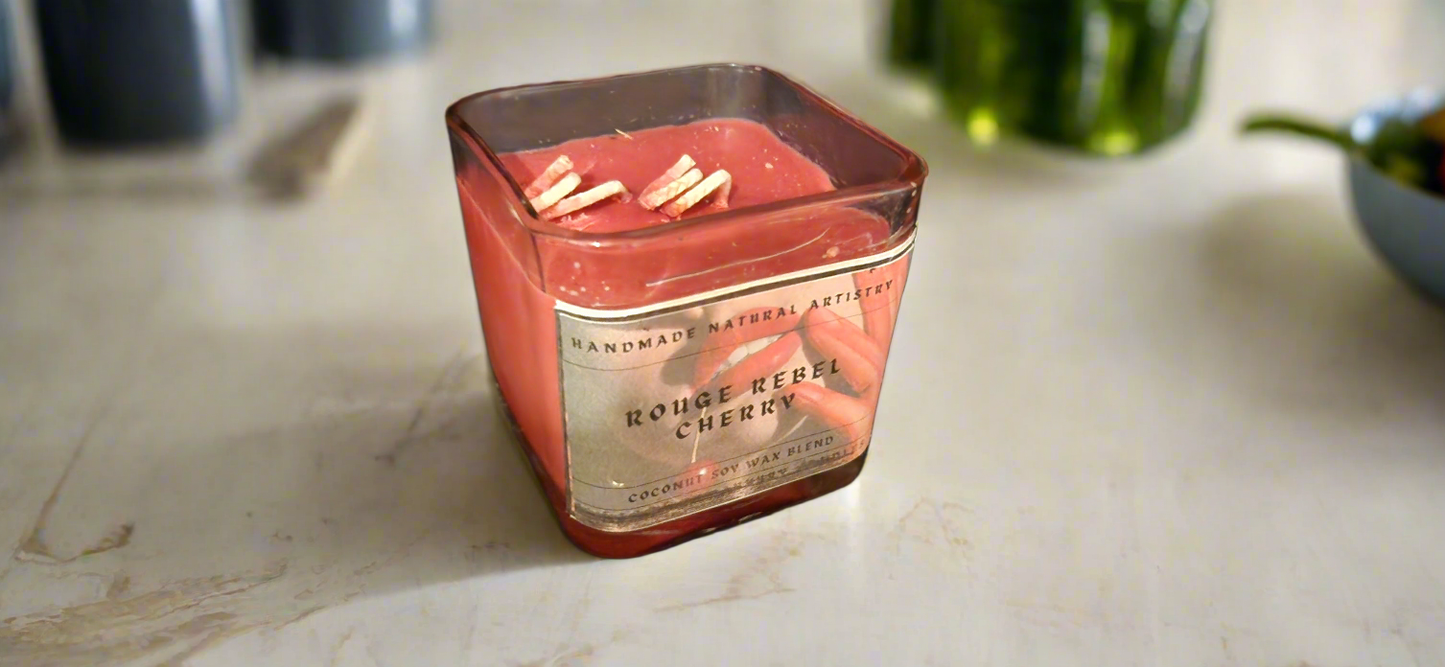 HANDMADE NATURAL ARTISTRY
ROUGE REBEL
CHERRY
COCONUT SOY WAX BLEND